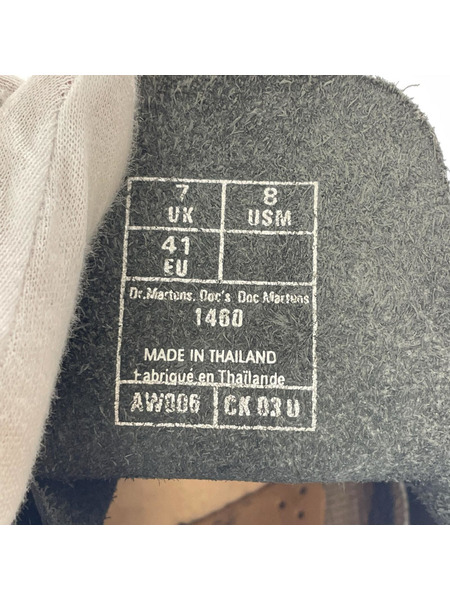 7 8
UK USM
41
EU
Dr.Martens. Doc's Doc Martens
1460
MADE IN THAILAND
Fabriqué en Thaïlande
AW006 CK 03 U